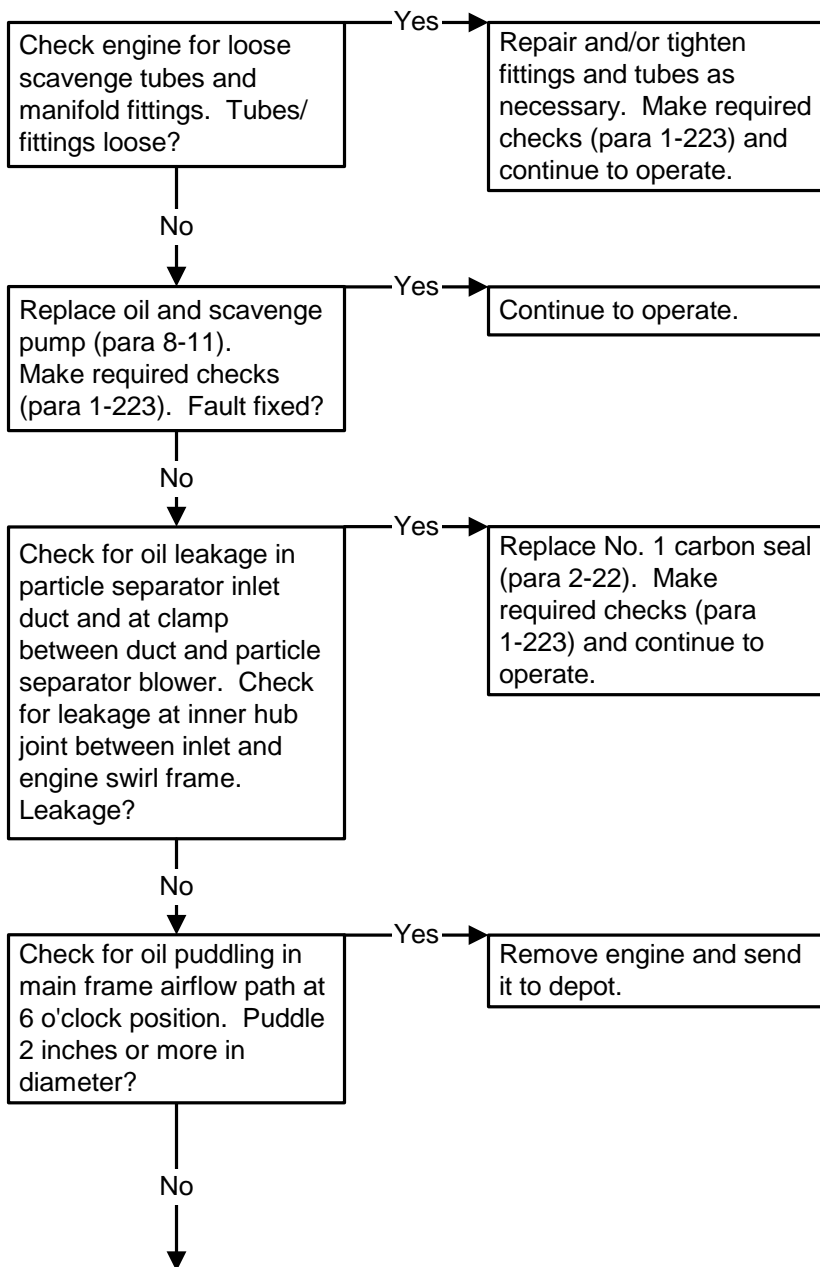 Check engine for loose
scavenge tubes and
manifold fittings.  Tubes/
fittings loose?
Yes
Repair and/or tighten
fittings and tubes as
necessary.  Make required
checks (para 1-223) and
continue to operate.
No
Replace oil and scavenge
pump (para 8-11).
Make required checks
(para 1-223).  Fault fixed?
Yes
Continue to operate.
No
Check for oil leakage in
particle separator inlet
duct and at clamp
between duct and particle
separator blower.  Check
for leakage at inner hub
joint between inlet and
engine swirl frame.
Leakage?
Yes
Replace No. 1 carbon seal
(para 2-22).  Make
required checks (para
1-223) and continue to
operate.
No
Check for oil puddling in
main frame airflow path at
6 o'clock position.  Puddle
2 inches or more in
diameter?
Yes
Remove engine and send
it to depot.
No